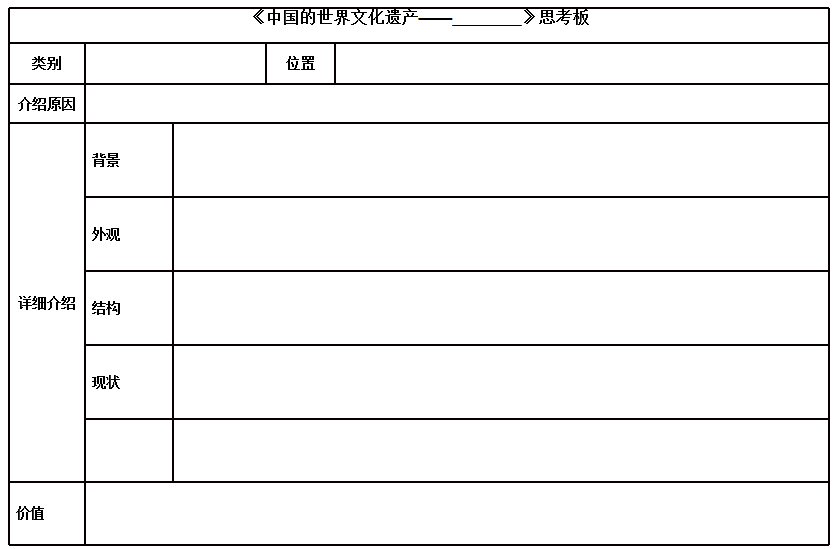 《中国的世界文化遗产——________》思考板
类别
位置
介绍原因
详细介绍
背景
外观
结构
现状
价值